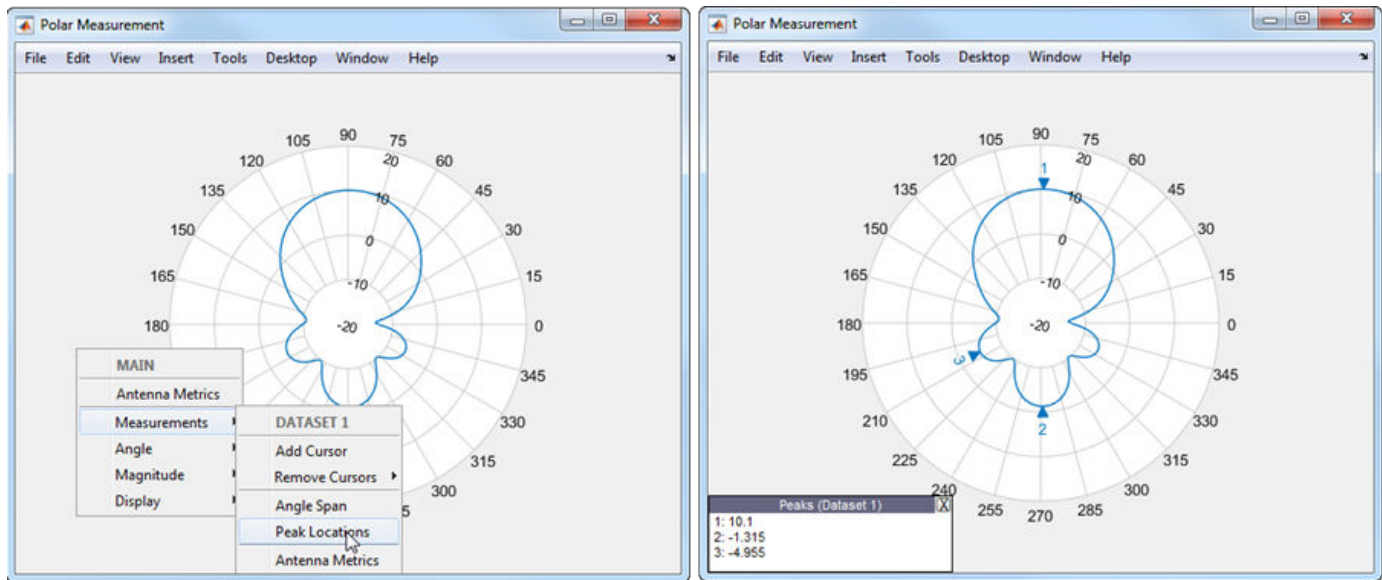 Polar Measurement
File Edit View Insert Tools Desktop Window Help
105 90 75
120 20 60
135 10 45
150 0 30
165 -10 15
180 -20 0
MAIN
Antenna Metrics
345
Measurements DATASET 1 330
Angle Add Cursor
Magnitude Remove Cursors 315
Display 300
Angle Span 5
Peak Locations
Antenna Metrics
Polar Measurement
File Edit View Insert Tools Desktop Window Help
105 90 75
120 1 20 60
135 10 45
150 0 30
165 -10 15
180 -20 0
195 3 345
210 330
2
225 315
240 300
255 270 285
Peaks (Dataset 1) X
1: 10.1
2: -1.315
3: -4.955